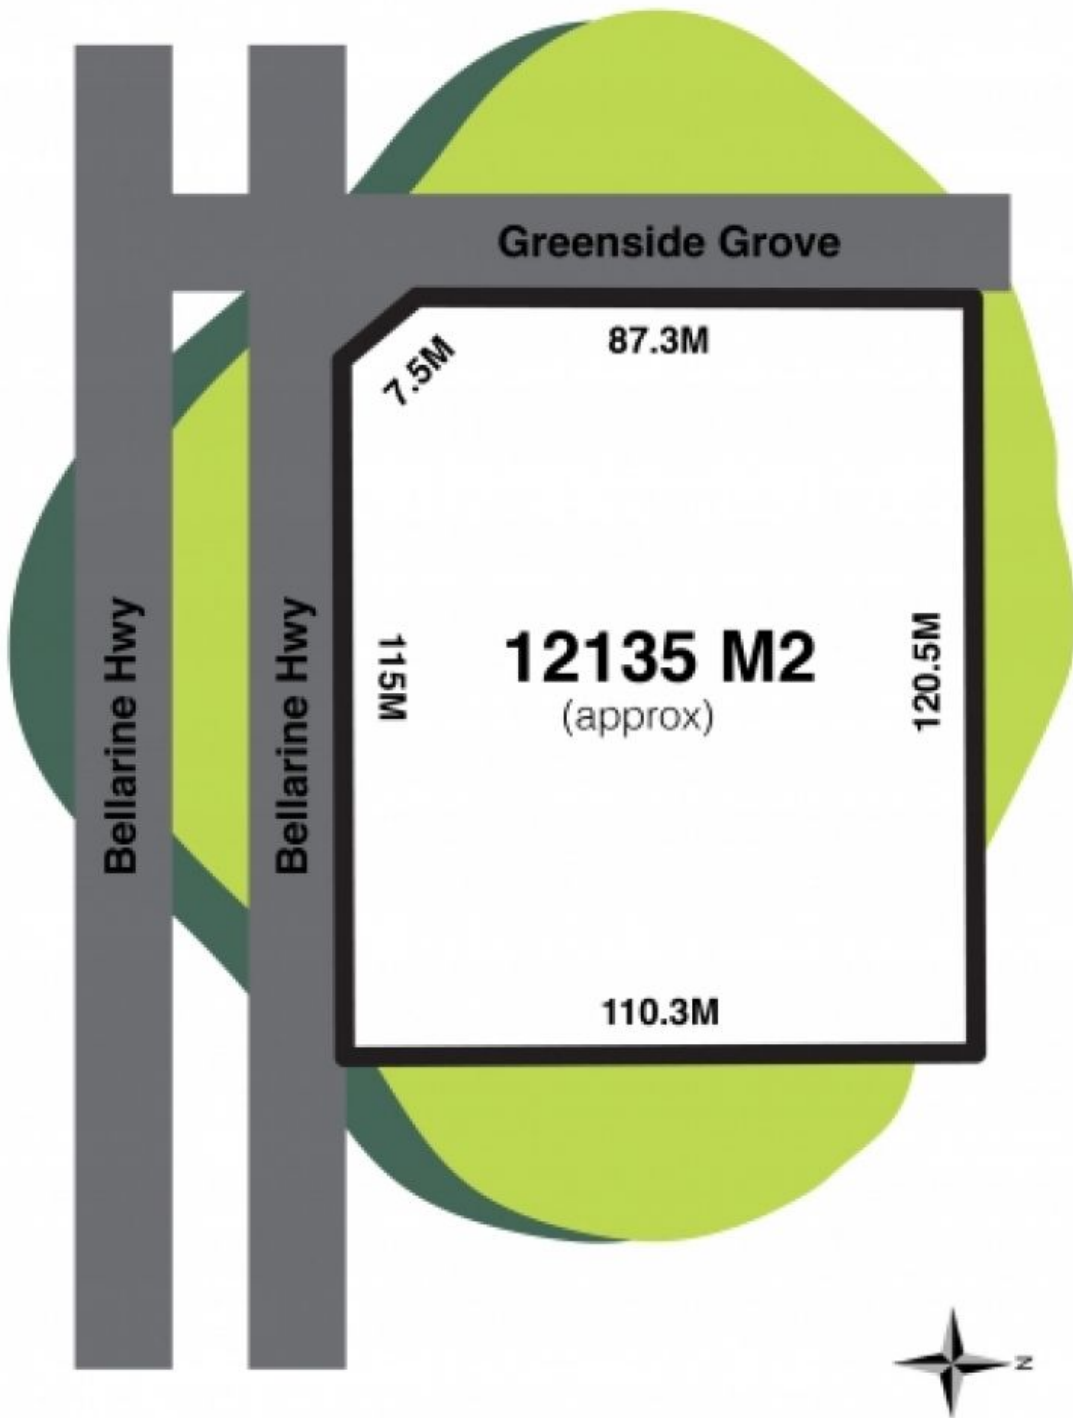 Greenside Grove
87.3M
7.5M
Bellarine Hwy
Bellarine Hwy
115M
12135 M2
(approx)
120.5M
110.3M
N